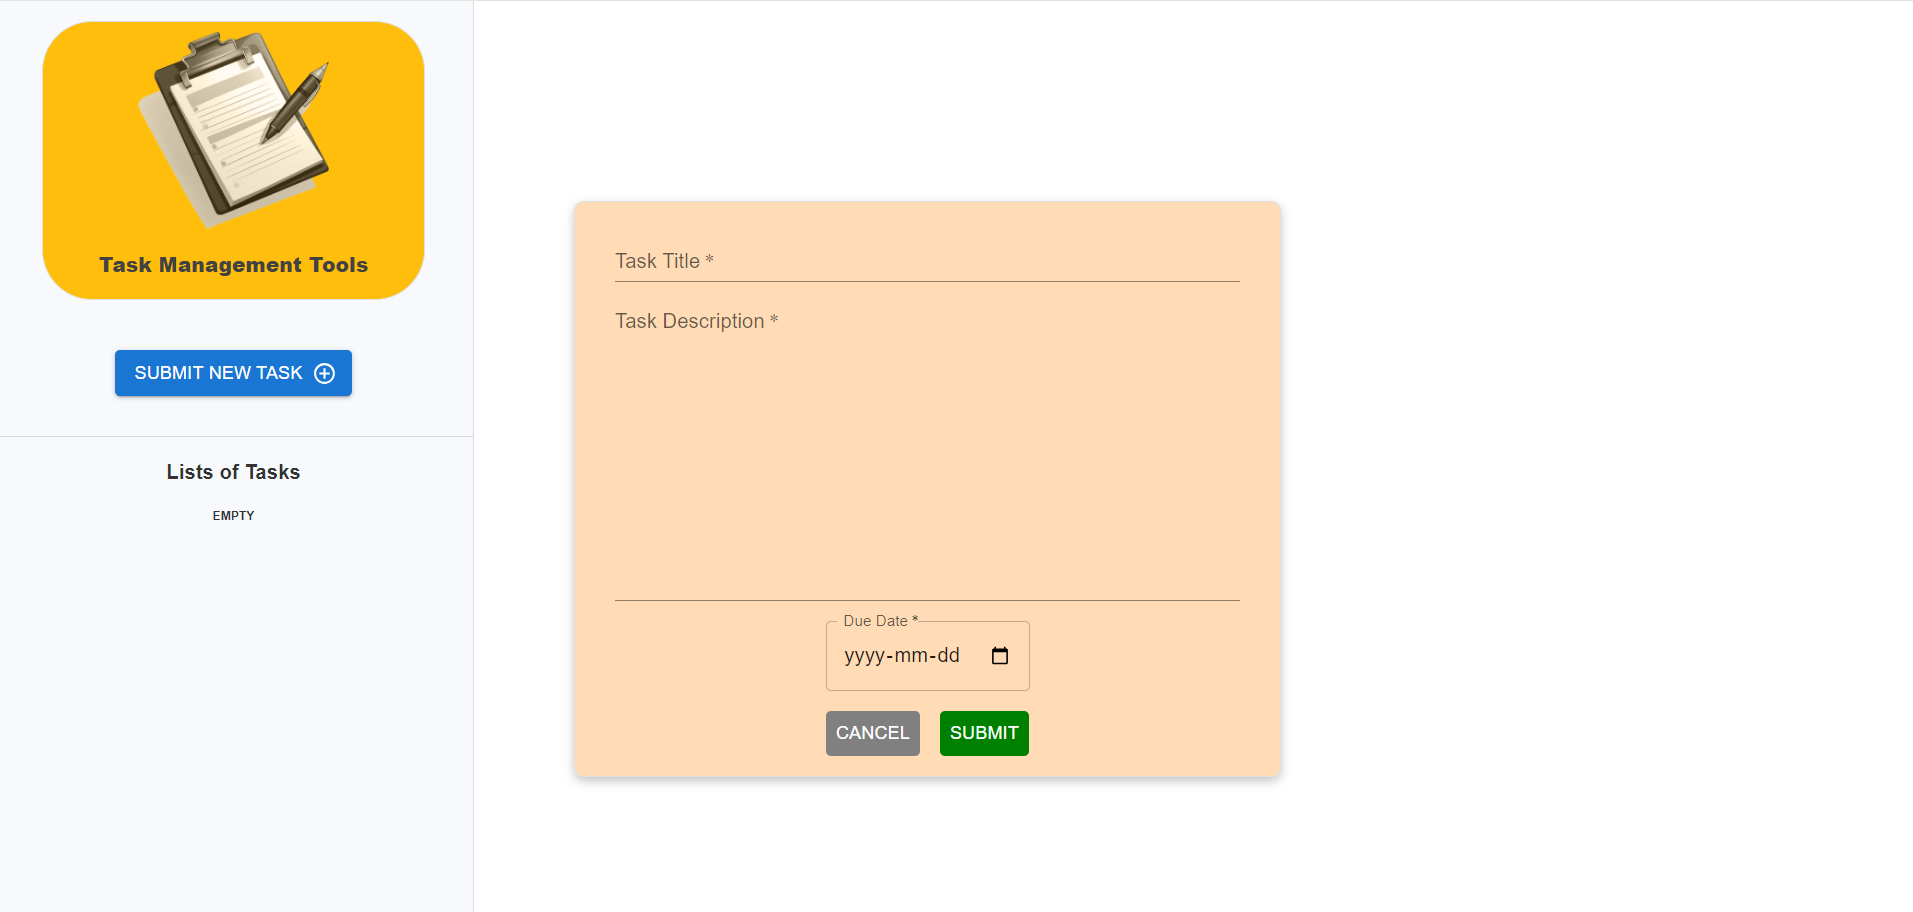 Task Management Tools
SUBMIT NEW TASK
Lists of Tasks
EMPTY
Task Title *
Task Description *
Due Date *
yyyy-mm-dd
CANCEL SUBMIT